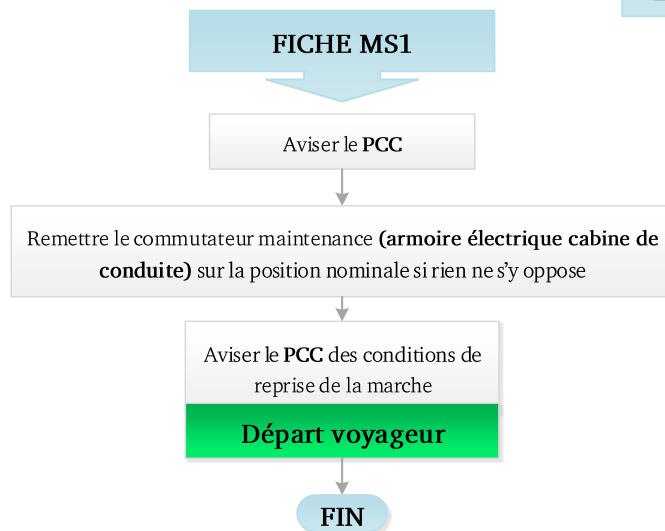 FICHE MS1
Aviser le PCC
Remettre le commutateur maintenance (armoire électrique cabine de
conduite) sur la position nominale si rien ne s'y oppose
Aviser le PCC des conditions de
reprise de la marche
Départ voyageur
FIN